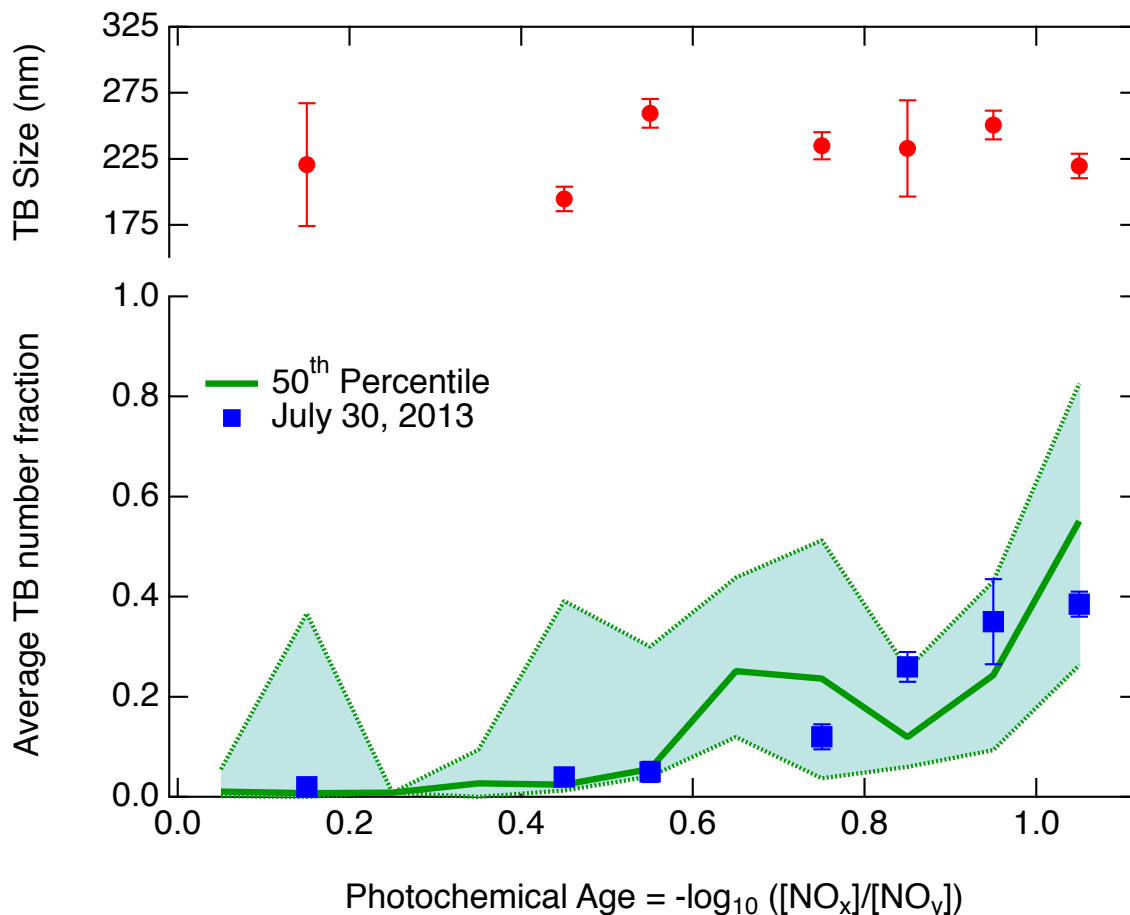 TB Size (nm)
325
275
225
175
Average TB number fraction
1.0
0.8
0.6
0.4
0.2
0.0
50th Percentile
July 30, 2013
0.0 0.2 0.4 0.6 0.8 1.0
Photochemical Age = -log10 ([NOx]/[NOy])